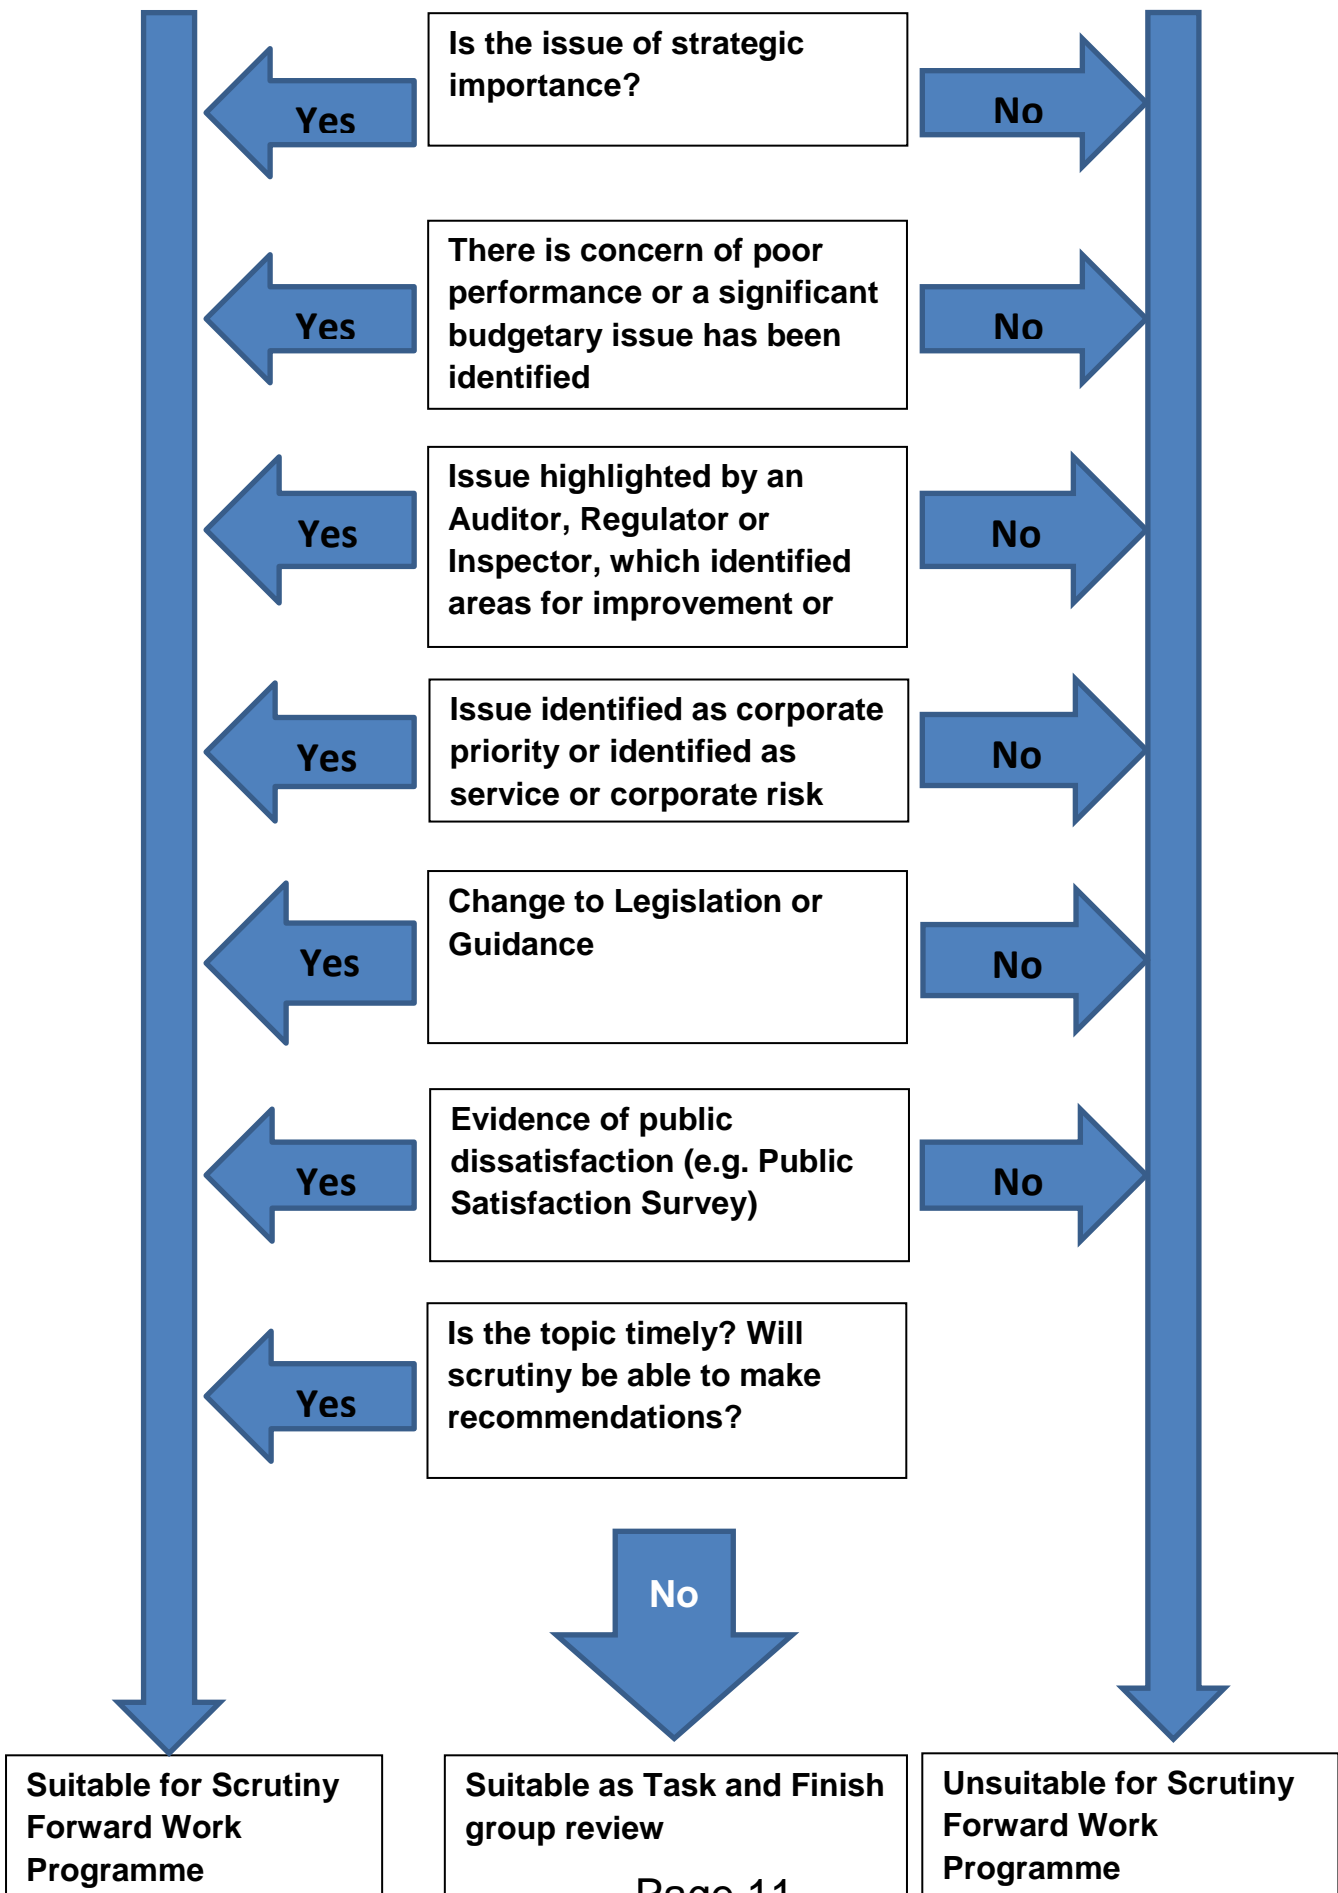 Is the issue of strategic
importance?
Yes
No
There is concern of poor
performance or a significant
budgetary issue has been
identified
Yes
No
Issue highlighted by an
Auditor, Regulator or
Inspector, which identified
areas for improvement or
Yes
No
Issue identified as corporate
priority or identified as
service or corporate risk
Yes
No
Change to Legislation or
Guidance
Yes
No
Evidence of public
dissatisfaction (e.g. Public
Satisfaction Survey)
Yes
No
Is the topic timely? Will
scrutiny be able to make
recommendations?
Yes
No
Suitable for Scrutiny
Forward Work
Programme
Suitable as Task and Finish
group review
Unsuitable for Scrutiny
Forward Work
Programme
Page 11